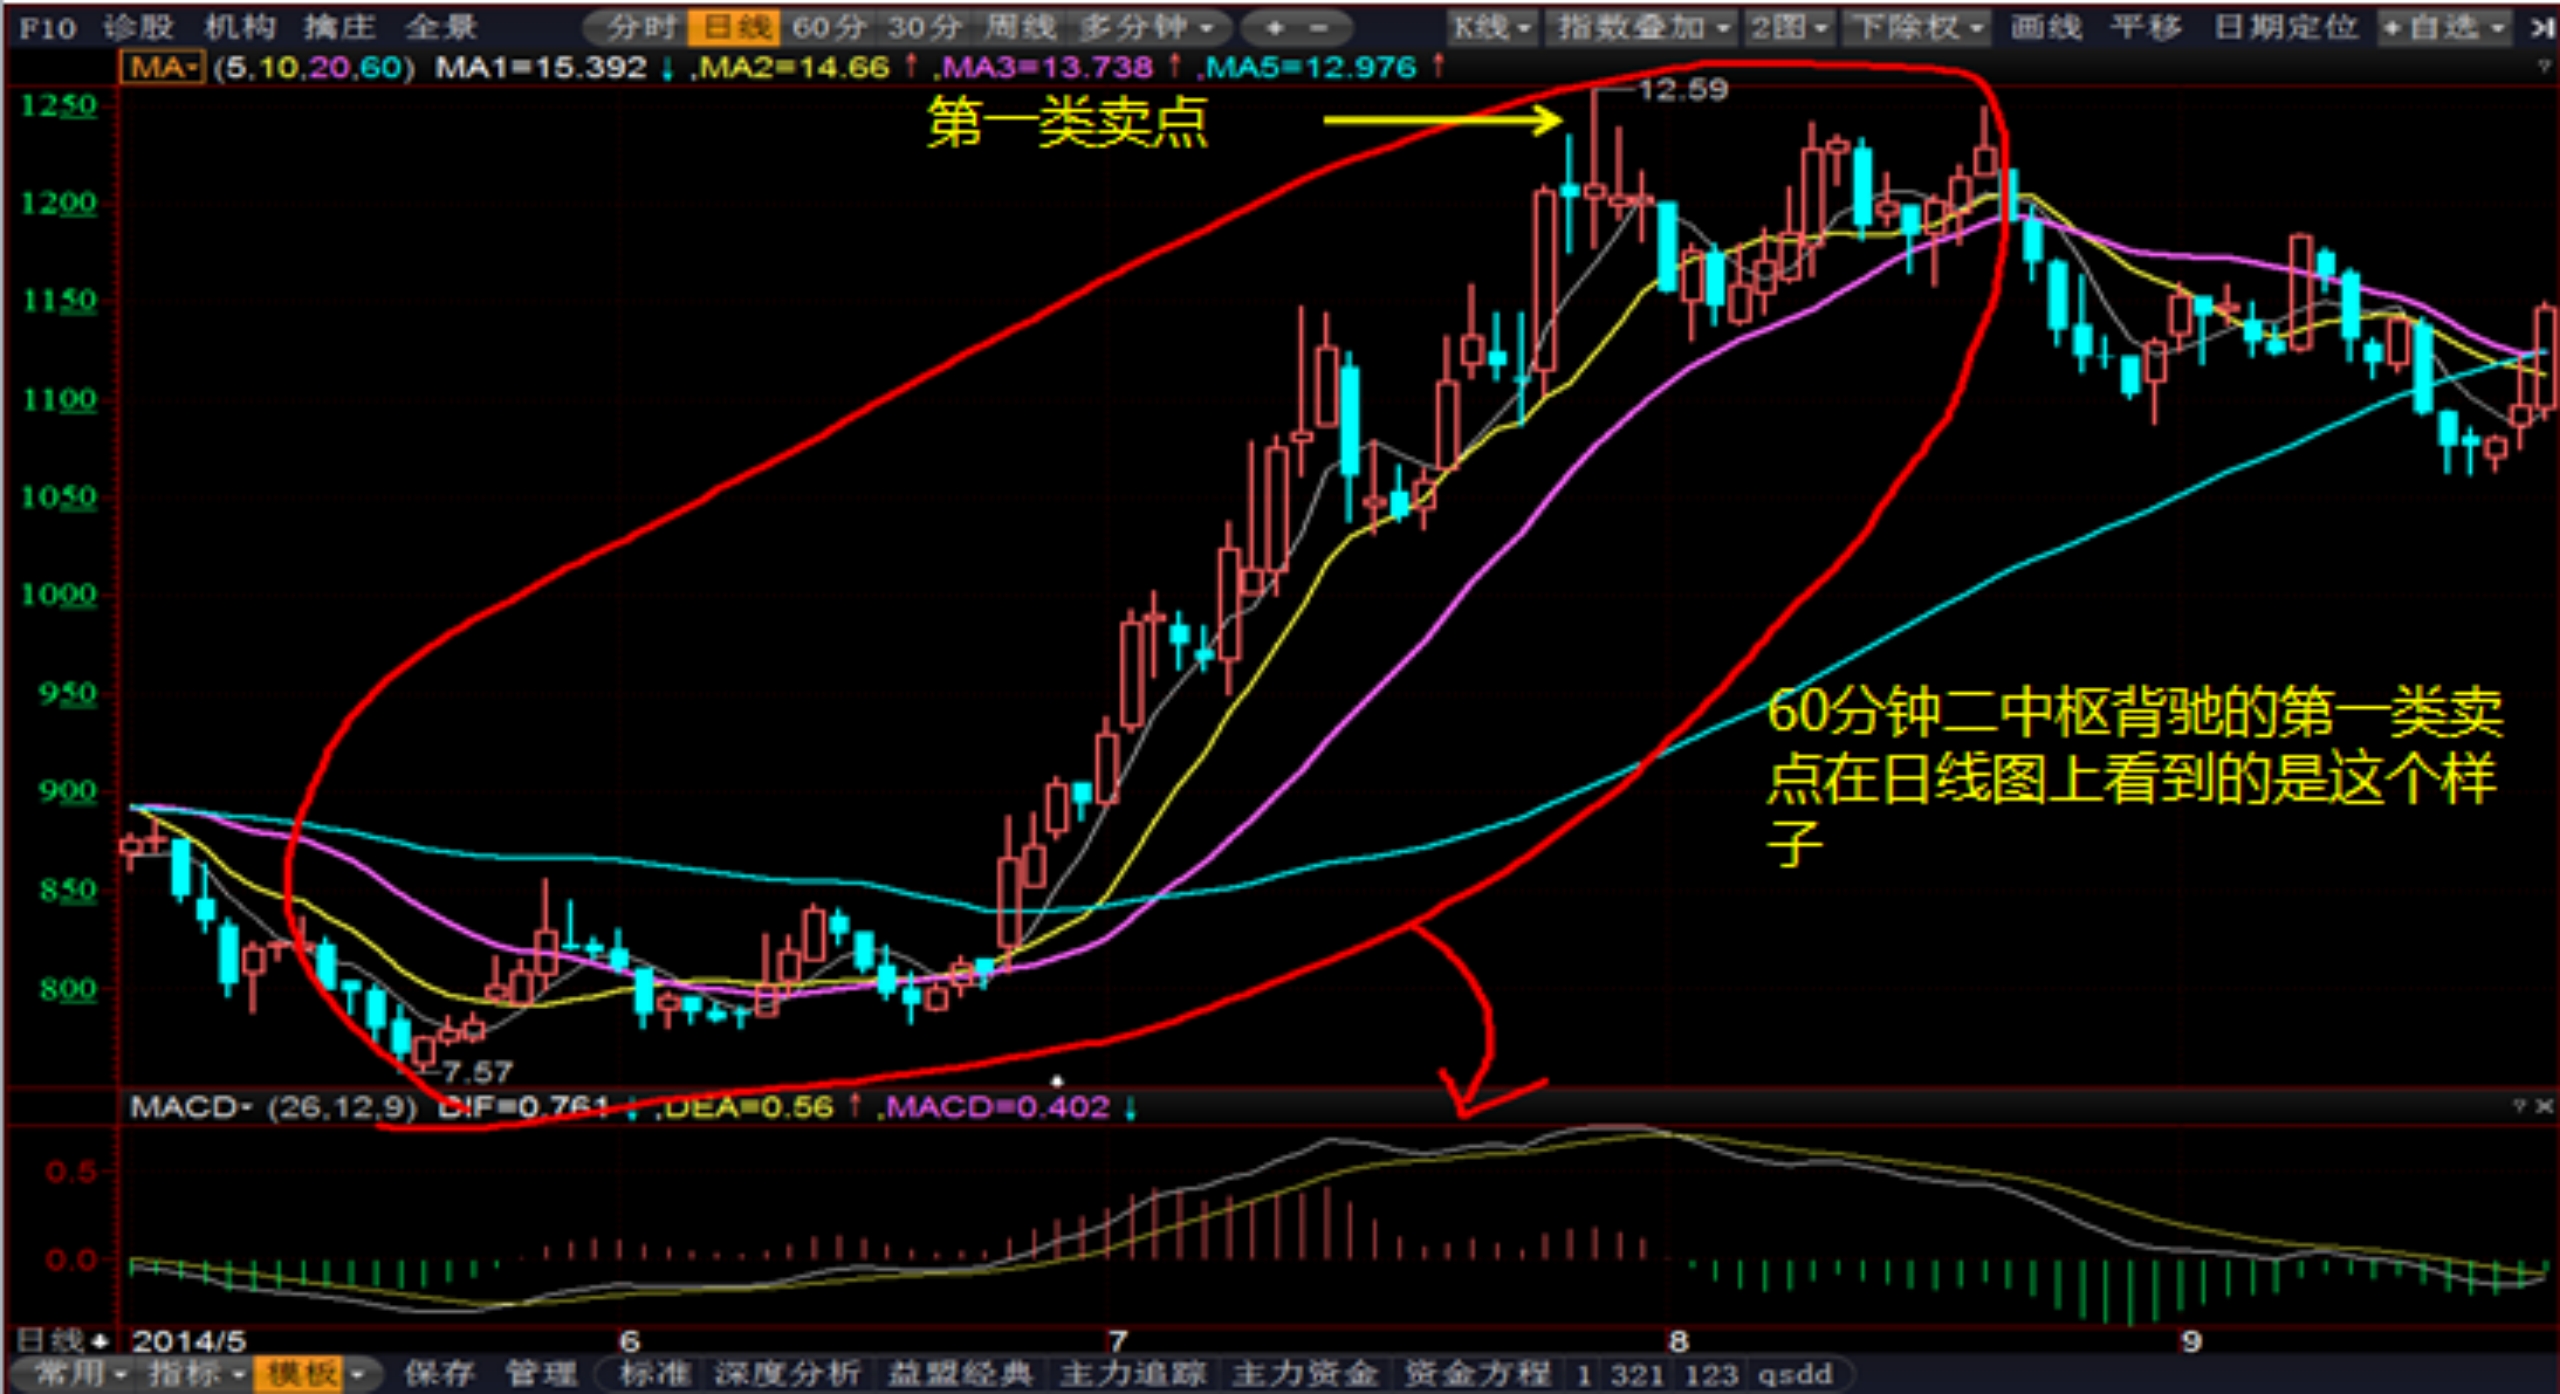 F10 诊股 机构 擒庄 全景 分时 日线 60分 30分 周线 多分钟 + - K线 指数叠加 2图 下除权 画线 平移 日期定位 +自选
MA (5,10,20,60) MA1=15.392 ↓ ,MA2=14.66 ↑ ,MA3=13.738 ↑ ,MA5=12.976 ↑
1250
12.59
第一类卖点
1200
1150
1100
1050
1000
950
60分钟二中枢背驰的第一类卖
点在日线图上看到的是这个样
子
900
850
800
7.57
MACD (26,12,9) DIF=0.761 ↓ ,DEA=0.56 ↑ ,MACD=0.402 ↓
0.5
0.0
日线 2014/5 6 7 8 9
常用 指标 模板 保存 管理 标准 深度分析 益盟经典 主力追踪 主力资金 资金方程 1 321 123 qsdd